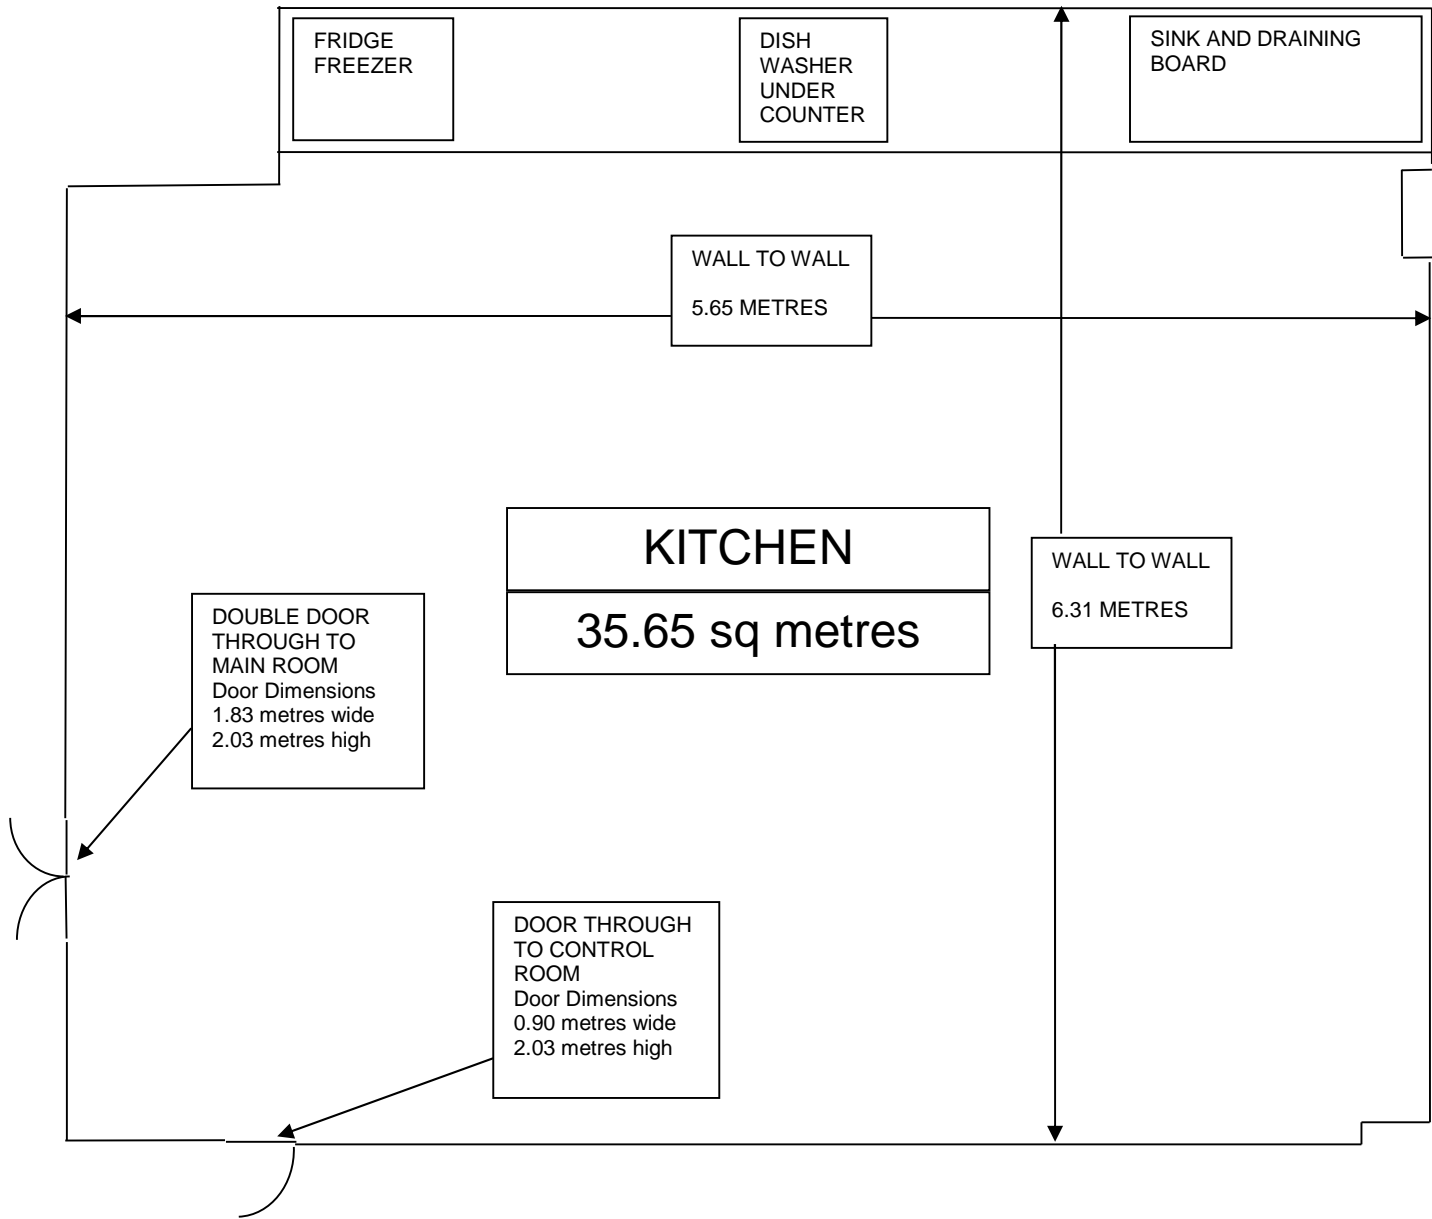 FRIDGE
FREEZER
DISH
WASHER
UNDER
COUNTER
SINK AND DRAINING
BOARD
WALL TO WALL
5.65 METRES
KITCHEN
35.65 sq metres
WALL TO WALL
6.31 METRES
DOUBLE DOOR
THROUGH TO
MAIN ROOM
Door Dimensions
1.83 metres wide
2.03 metres high
DOOR THROUGH
TO CONTROL
ROOM
Door Dimensions
0.90 metres wide
2.03 metres high